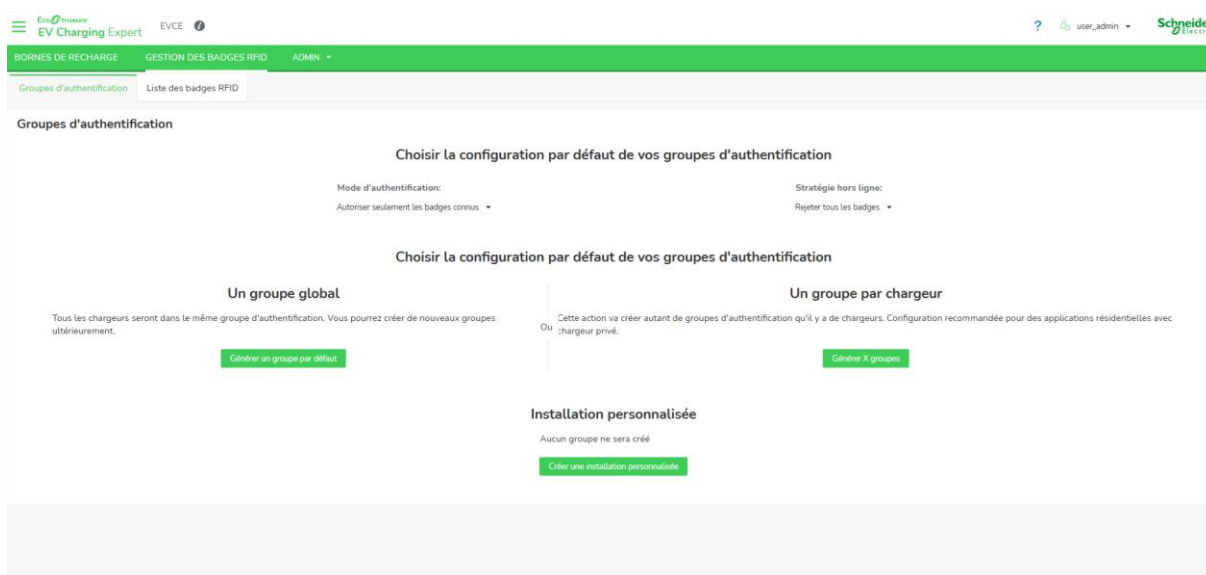 EcoStruxure
EV Charging Expert
EVCE
?
user_admin
Schneide
Electr
BORNES DE RECHARGE GESTION DES BADGES RFID ADMIN
Groupes d'authentification Liste des badges RFID
Groupes d'authentification
Choisir la configuration par défaut de vos groupes d'authentification
Mode d'authentification: Stratégie hors ligne:
Autoriser seulement les badges connus Rejeter tous les badges
Choisir la configuration par défaut de vos groupes d'authentification
Un groupe global
Tous les chargeurs seront dans le même groupe d'authentification. Vous pourrez créer de nouveaux groupes
ultérieurement.
Générer un groupe par défaut
Ou
Un groupe par chargeur
Cette action va créer autant de groupes d'authentification qu'il y a de chargeurs. Configuration recommandée pour des applications résidentielles avec
chargeur privé.
Générer X groupes
Installation personnalisée
Aucun groupe ne sera créé
Créer une installation personnalisée